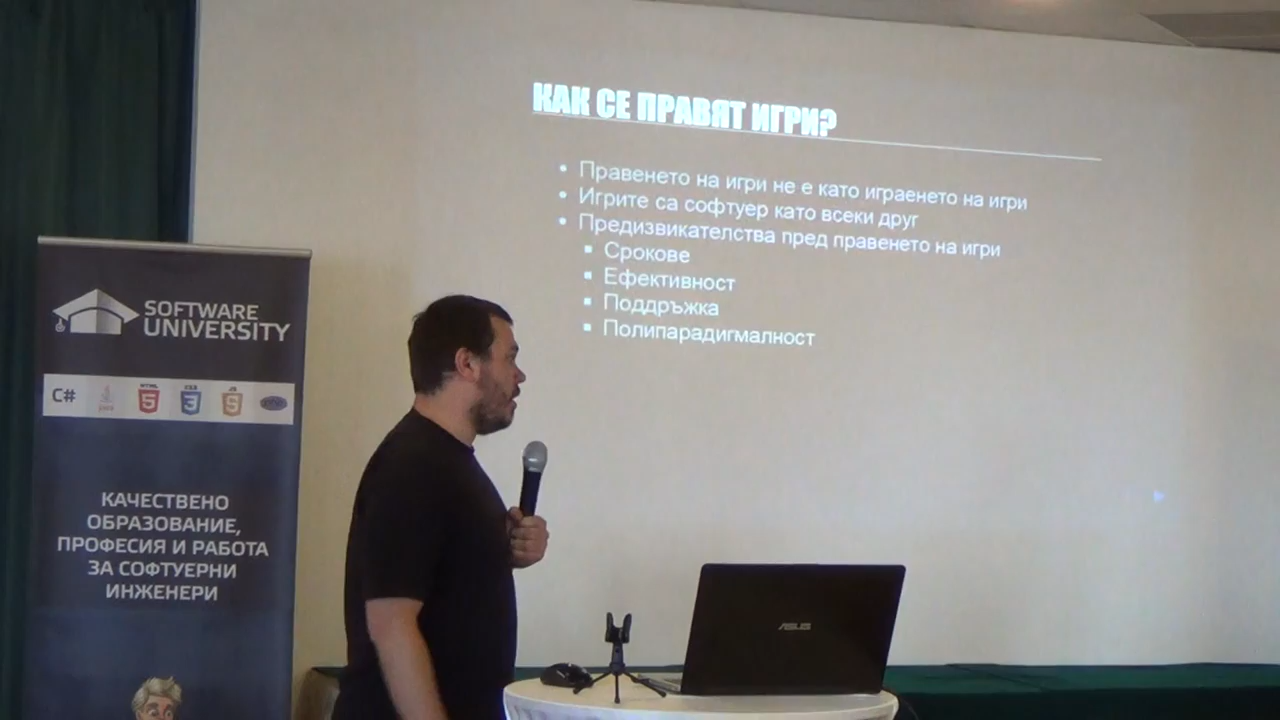 КАК СЕ ПРАВЯТ ИГРИ?
• Правенето на игри не е като играенето на игри
• Игрите са софтуер като всеки друг
• Предизвикателства пред правенето на игри
▪ Срокове
▪ Ефективност
▪ Поддръжка
▪ Полипарадигмалност
SOFTWARE
UNIVERSITY
C# Java HTML 5 CSS 3 JS php
КАЧЕСТВЕНО
ОБРАЗОВАНИЕ,
ПРОФЕСИЯ И РАБОТА
ЗА СОФТУЕРНИ
ИНЖЕНЕРИ
ASUS